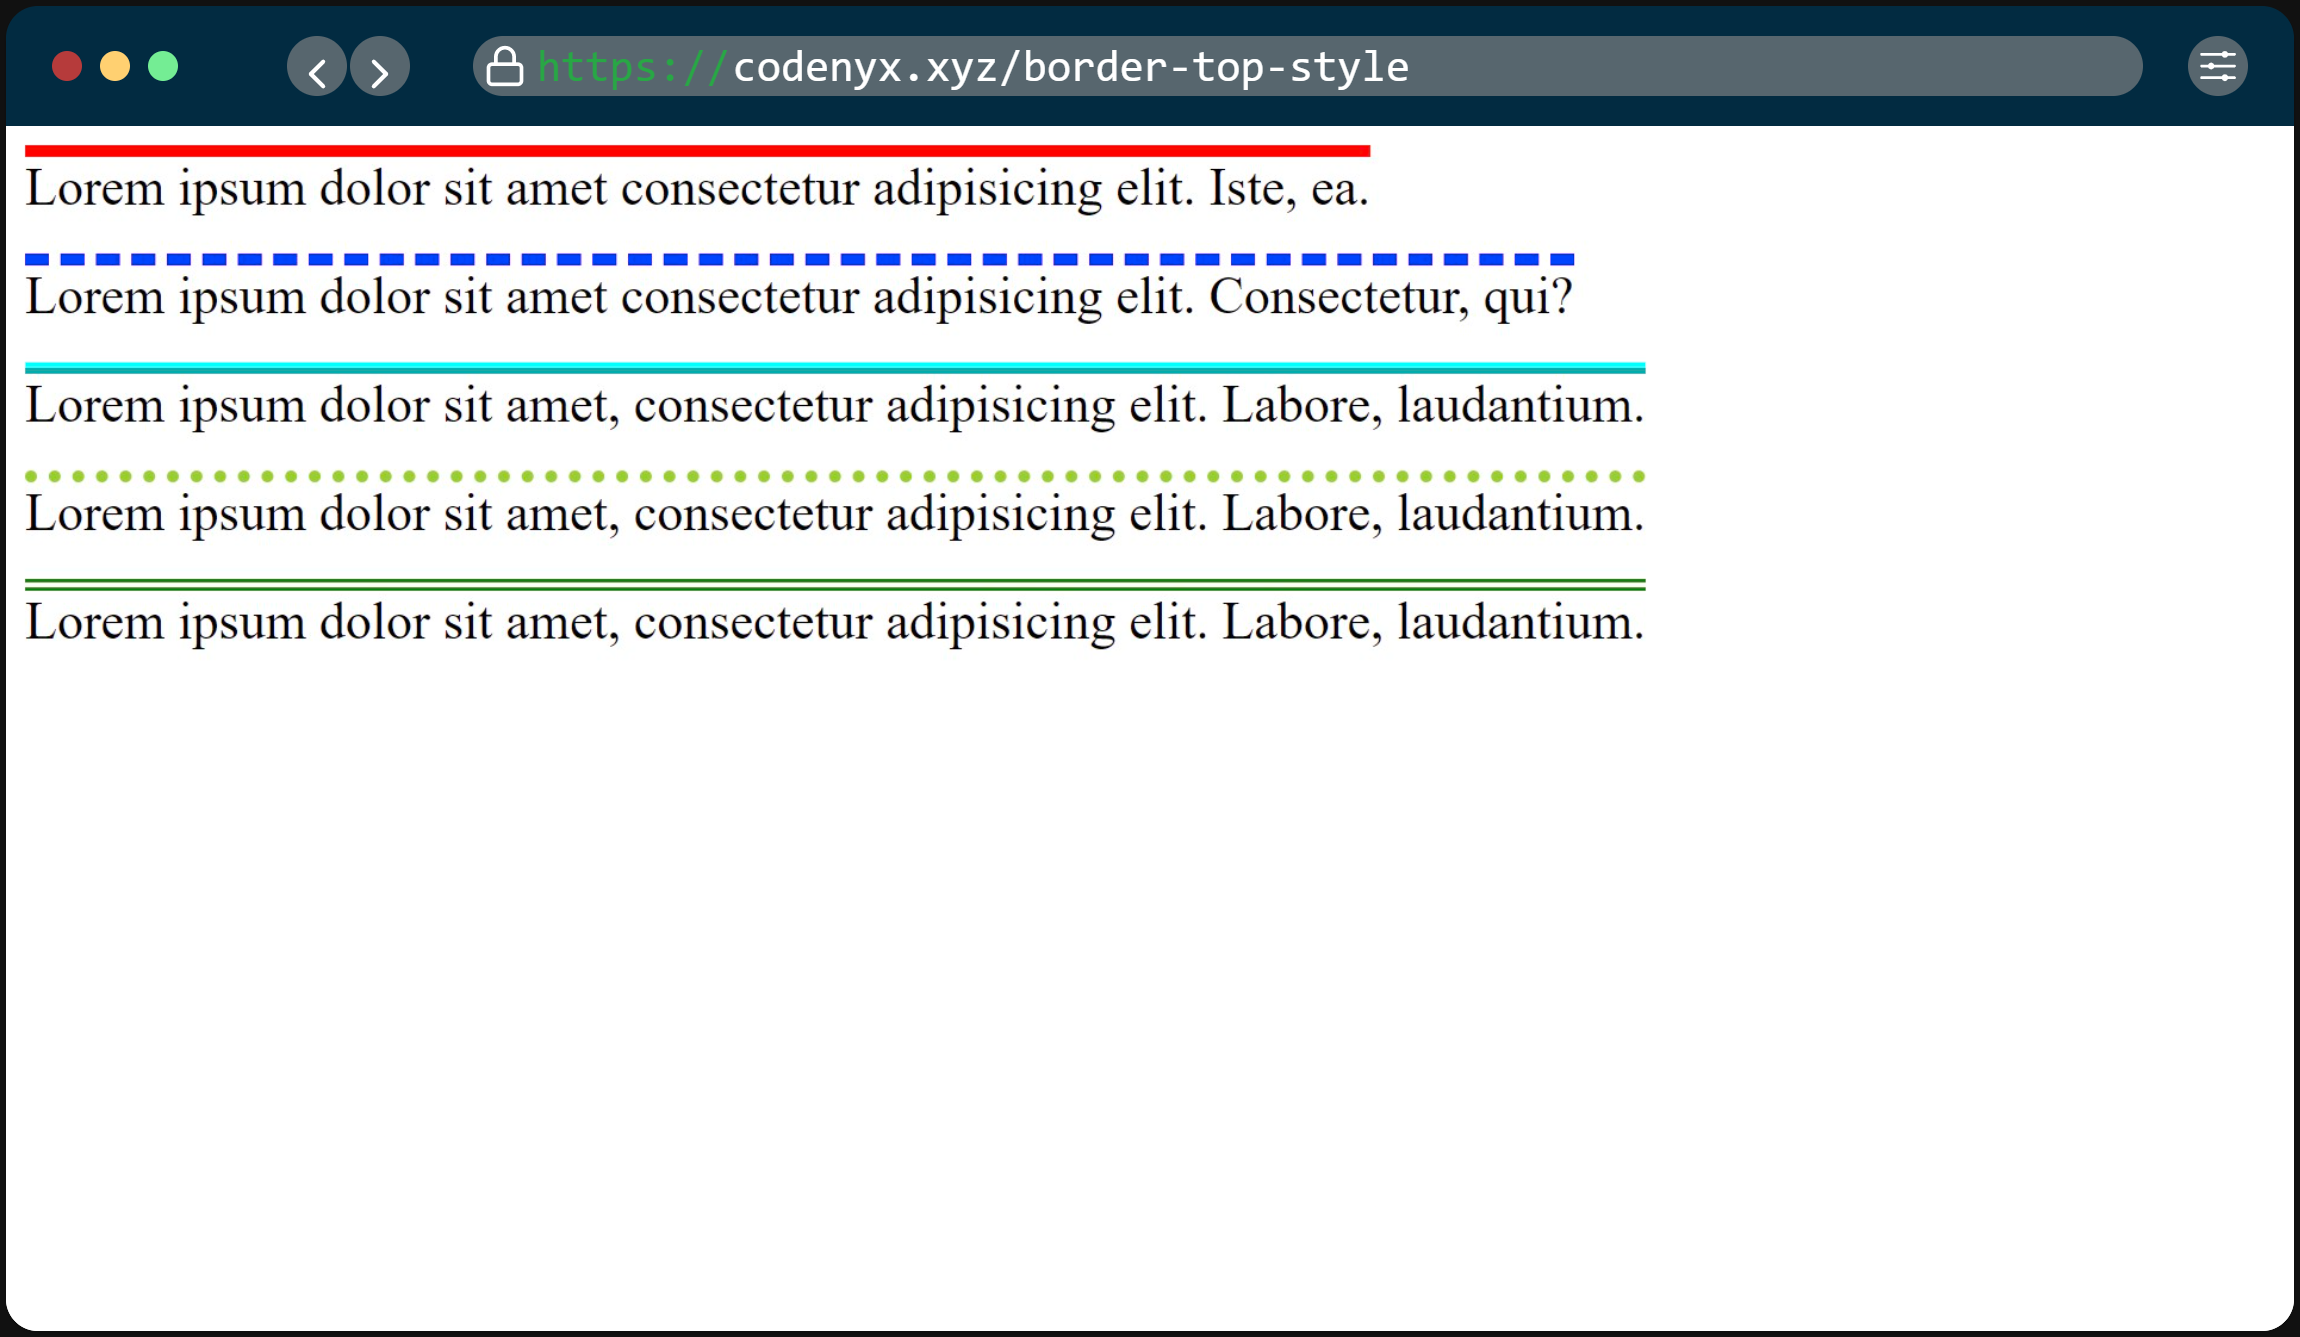 https://codenyx.xyz/border-top-style
Lorem ipsum dolor sit amet consectetur adipisicing elit. Iste, ea.
Lorem ipsum dolor sit amet consectetur adipisicing elit. Consectetur, qui?
Lorem ipsum dolor sit amet, consectetur adipisicing elit. Labore, laudantium.
Lorem ipsum dolor sit amet, consectetur adipisicing elit. Labore, laudantium.
Lorem ipsum dolor sit amet, consectetur adipisicing elit. Labore, laudantium.